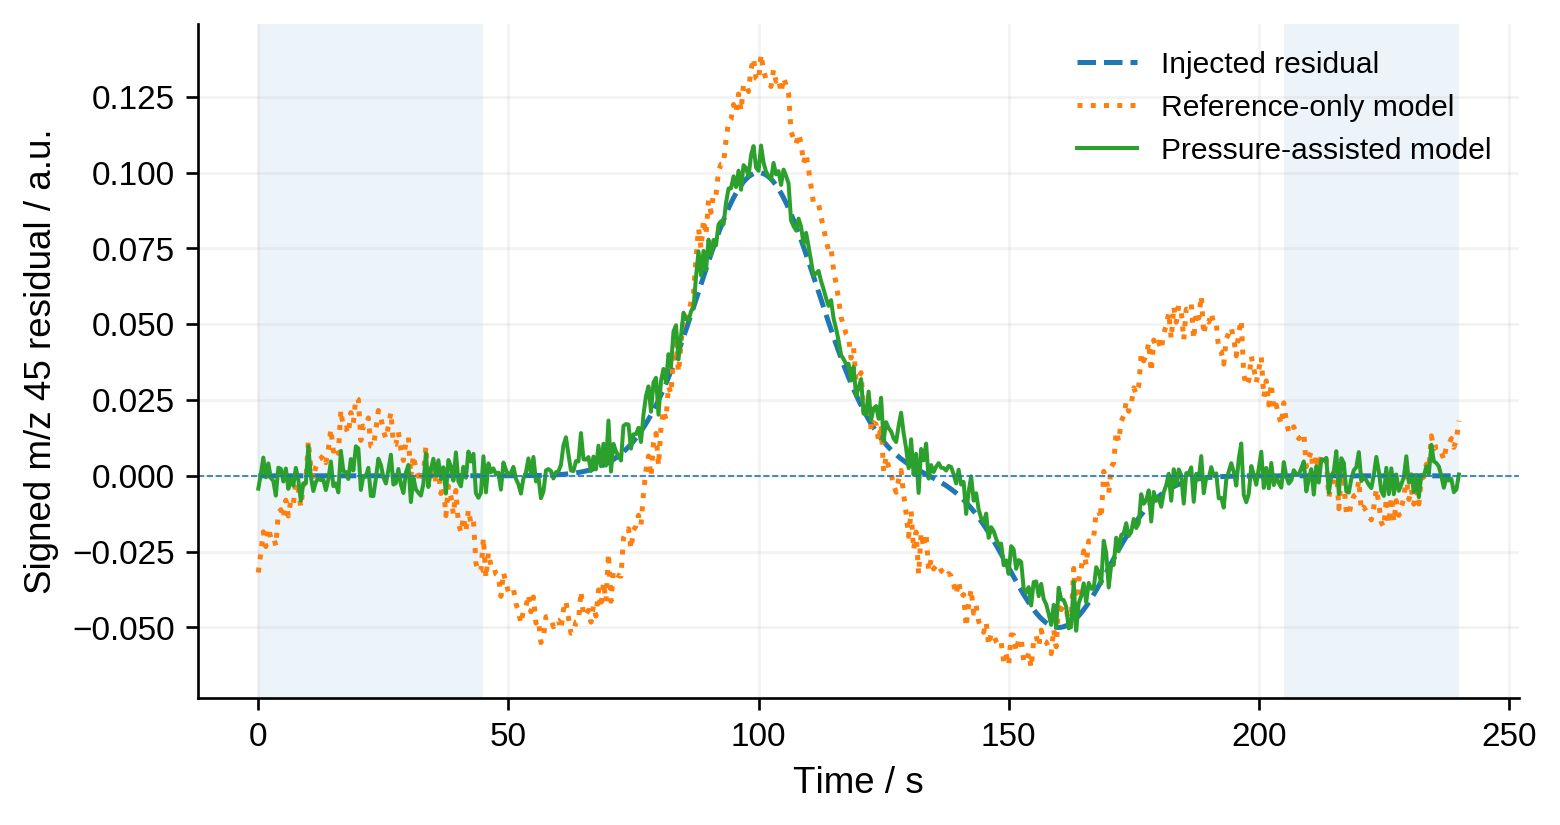 Injected residual
Reference-only model
Pressure-assisted model
Signed m/z 45 residual / a.u.
0.125
0.100
0.075
0.050
0.025
0.000
−0.025
−0.050
0
50
100
150
200
250
Time / s